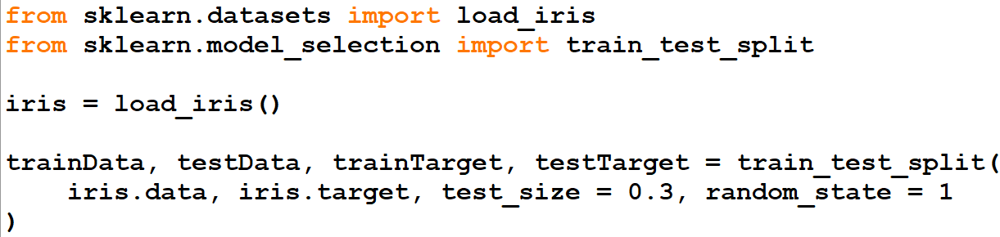 from sklearn.datasets import load_iris
from sklearn.model_selection import train_test_split
iris = load_iris()
trainData, testData, trainTarget, testTarget = train_test_split(
    iris.data, iris.target, test_size = 0.3, random_state = 1
)